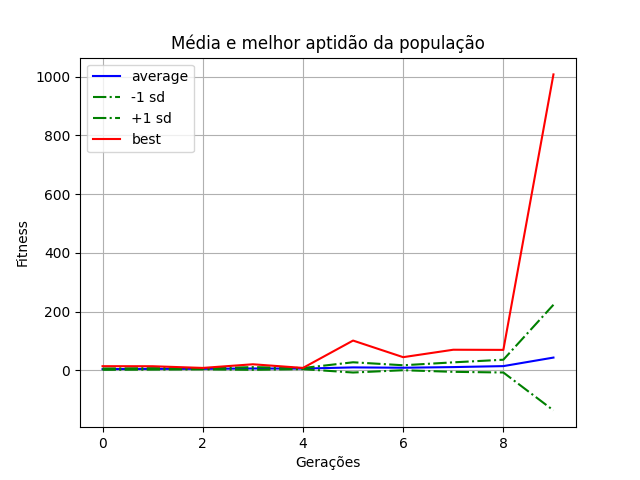 Média e melhor aptidão da população
average
-1 sd
+1 sd
best
1000
800
600
400
200
0
Fitness
0 2 4 6 8
Gerações